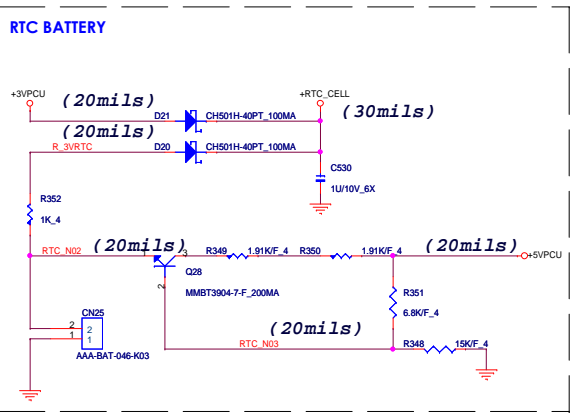 RTC BATTERY
+3VPCU
(20mils)
D21
CH501H-40PT_100MA
+RTC_CELL
(30mils)
(20mils)
R_3VRTC
D20
CH501H-40PT_100MA
C530
1U/10V_6X
R352
1K_4
RTC_N02
(20mils)
3
R349
1.91K/F_4
R350
1.91K/F_4
(20mils)
+5VPCU
Q28
2
MMBT3904-7-F_200MA
R351
6.8K/F_4
CN25
2
2
1
1
AAA-BAT-046-K03
(20mils)
RTC_N03
R348
15K/F_4